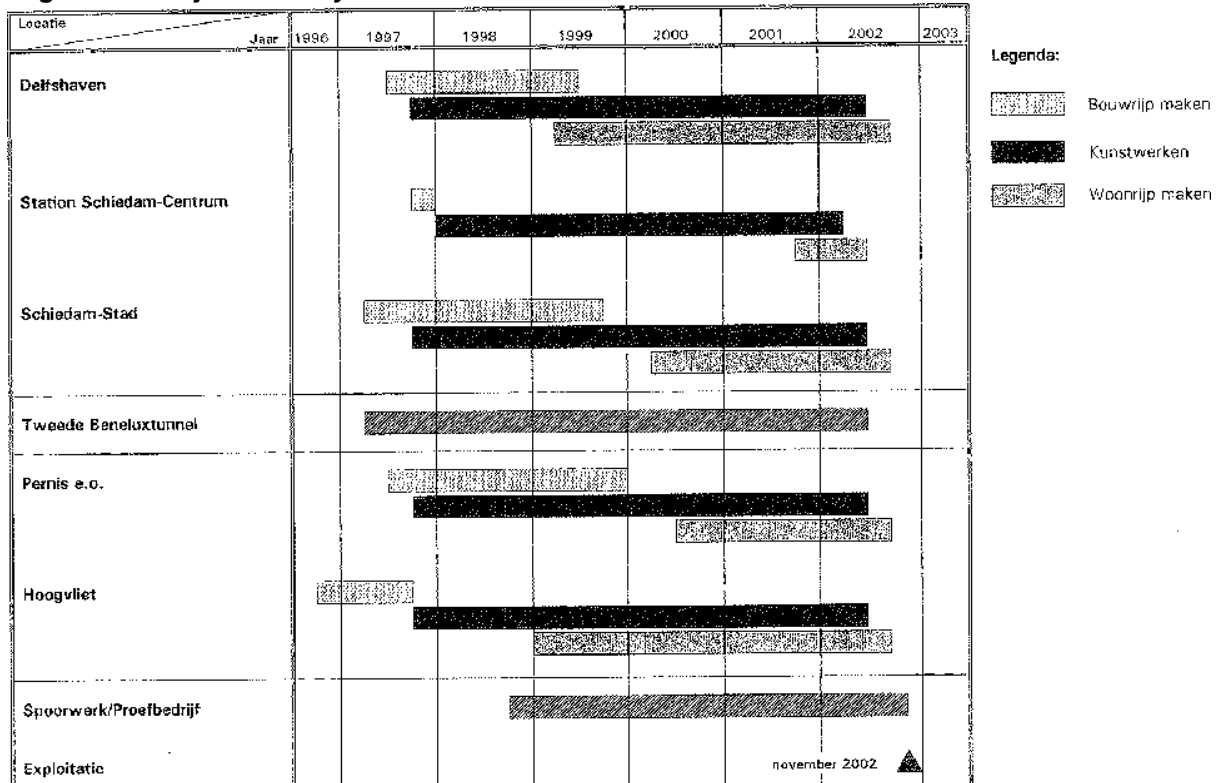 Locatie
Jaar 1996 1997 1998 1999 2000 2001 2002 2003
Delfshaven
Station Schiedam-Centrum
Schiedam-Stad
Tweede Beneluxtunnel
Pernis e.o.
Hoogvliet
Spoorwerk/Proefbedrijf
Exploitatie
november 2002
Legenda:
Bouwrijp maken
Kunstwerken
Woonrijp maken